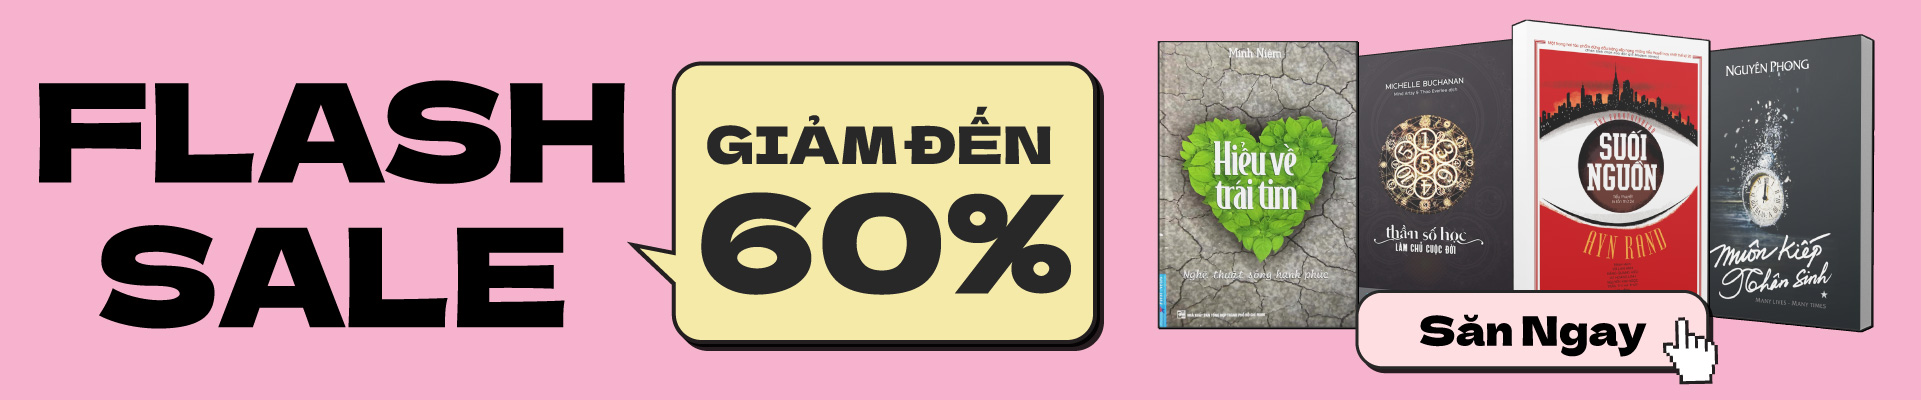 FLASH
SALE
GIẢM ĐẾN
60%
Minh Niệm
Hiểu về
trái tim
Nghệ thuật sống hạnh phúc
MICHELLE BUCHANAN
thần số học
LÀM CHỦ CUỘC ĐỜI
THE FOUNTAINHEAD
SUỐI
NGUỒN
AYN RAND
NGUYÊN PHONG
muôn kiếp
Nhân Sinh
MANY LIVES - MANY TIMES
Săn Ngay